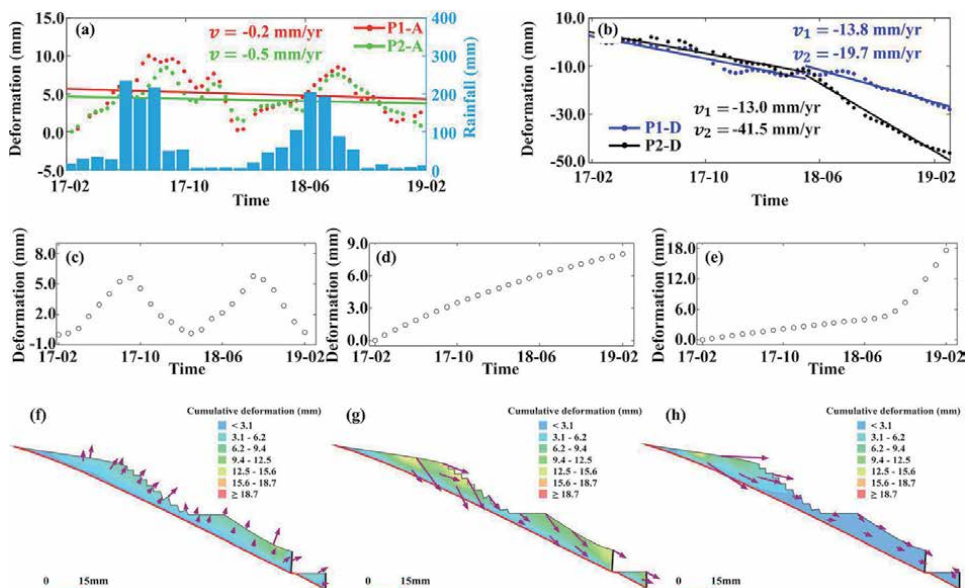 (a)
v = -0.2 mm/yr
v = -0.5 mm/yr
P1-A
P2-A
Deformation (mm)
15.0
10.0
5.0
0.0
-5.0
Rainfall(mm)
400
300
200
100
0
17-02
17-10
18-06
19-02
Time
(b)
v1 = -13.8 mm/yr
v2 = -19.7 mm/yr
v1 = -13.0 mm/yr
v2 = -41.5 mm/yr
P1-D
P2-D
Deformation (mm)
10.0
-10.0
-30.0
-50.0
17-02
18-06
19-02
Time
(c)
Deformation (mm)
8.0
5.0
2.0
-1.0
17-02
17-10
18-06
19-02
Time
(d)
Deformation (mm)
9.0
6.0
3.0
0.0
17-02
17-10
18-06
19-02
Time
(e)
Deformation (mm)
18.0
12.0
6.0
0.0
17-02
17-10
18-06
19-02
Time
(f)
Cumulative deformation (mm)
< 3.1
3.1 - 6.2
6.2 - 9.4
9.4 - 12.5
12.5 - 15.6
15.6 - 18.7
≥ 18.7
0 15mm
(g)
Cumulative deformation (mm)
< 3.1
3.1 - 6.2
6.2 - 9.4
9.4 - 12.5
12.5 - 15.6
15.6 - 18.7
≥ 18.7
0 15mm
(h)
Cumulative deformation (mm)
< 3.1
3.1 - 6.2
6.2 - 9.4
9.4 - 12.5
12.5 - 15.6
15.6 - 18.7
≥ 18.7
0 15mm